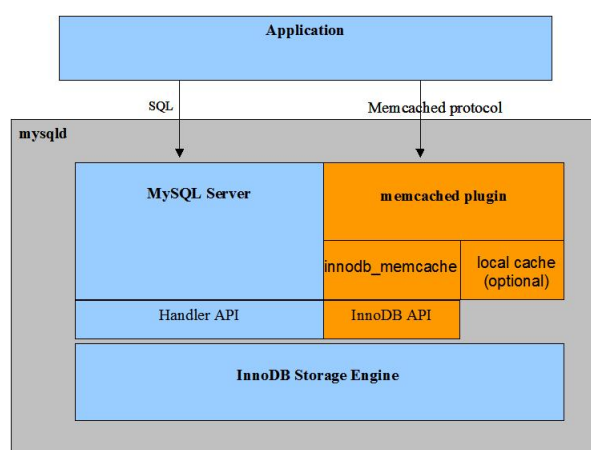 Application
SQL
Memcached protocol
mysqld
MySQL Server
memcached plugin
innodb_memcache
local cache
(optional)
Handler API
InnoDB API
InnoDB Storage Engine